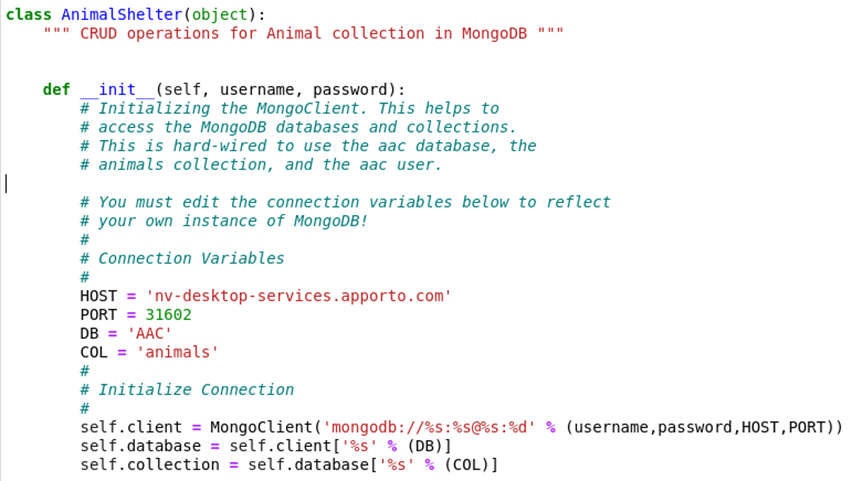 class AnimalShelter(object):
    """ CRUD operations for Animal collection in MongoDB """
    def __init__(self, username, password):
        # Initializing the MongoClient. This helps to
        # access the MongoDB databases and collections.
        # This is hard-wired to use the aac database, the
        # animals collection, and the aac user.
        # You must edit the connection variables below to reflect
        # your own instance of MongoDB!
        #
        # Connection Variables
        #
        HOST = 'nv-desktop-services.apporto.com'
        PORT = 31602
        DB = 'AAC'
        COL = 'animals'
        #
        # Initialize Connection
        #
        self.client = MongoClient('mongodb://%s:%s@%s:%d' % (username,password,HOST,PORT))
        self.database = self.client['%s' % (DB)]
        self.collection = self.database['%s' % (COL)]